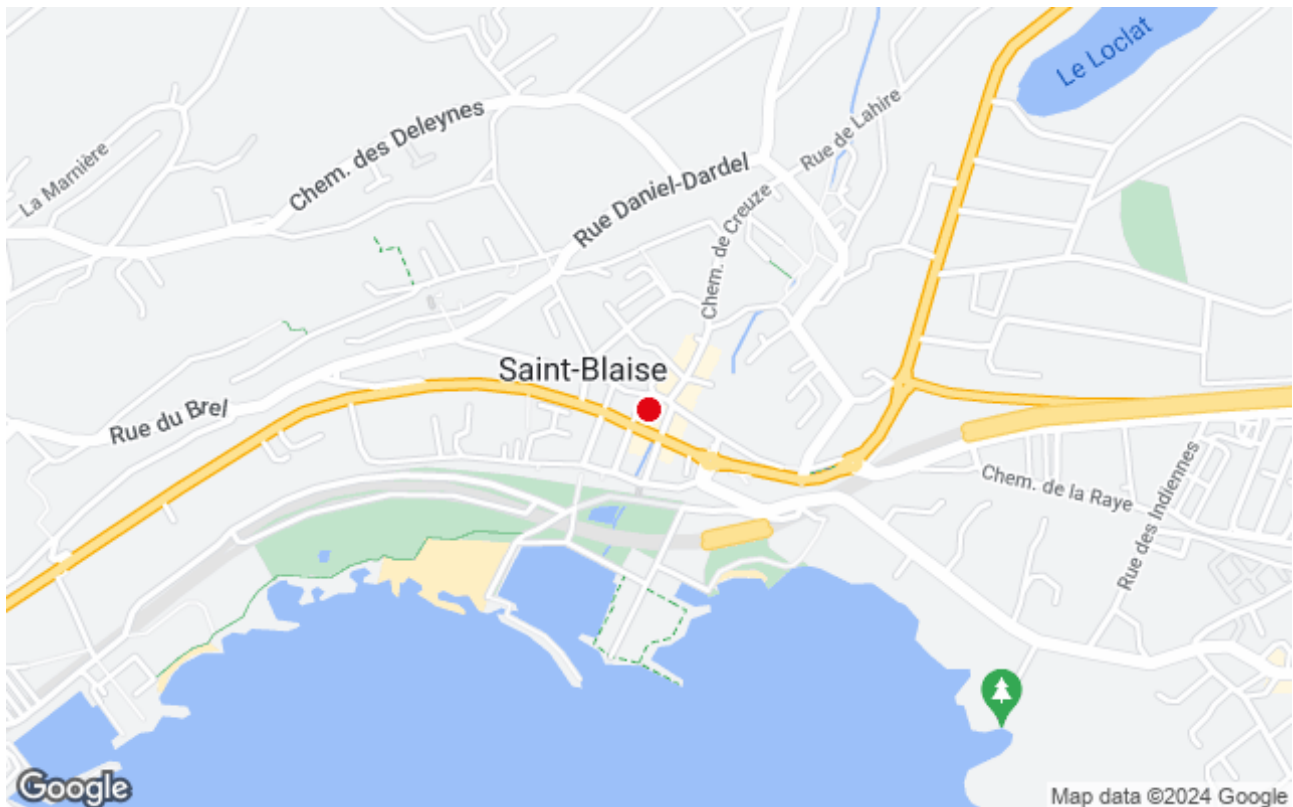 Le Loclat
Rue de Lahire
Chem. des Deleynes
La Marnière
Rue Daniel-Dardel
Chem. de Creuze
Saint-Blaise
Rue du Brel
Chem. de la Raye
Rue des Indiennes
Google
Map data ©2024 Google